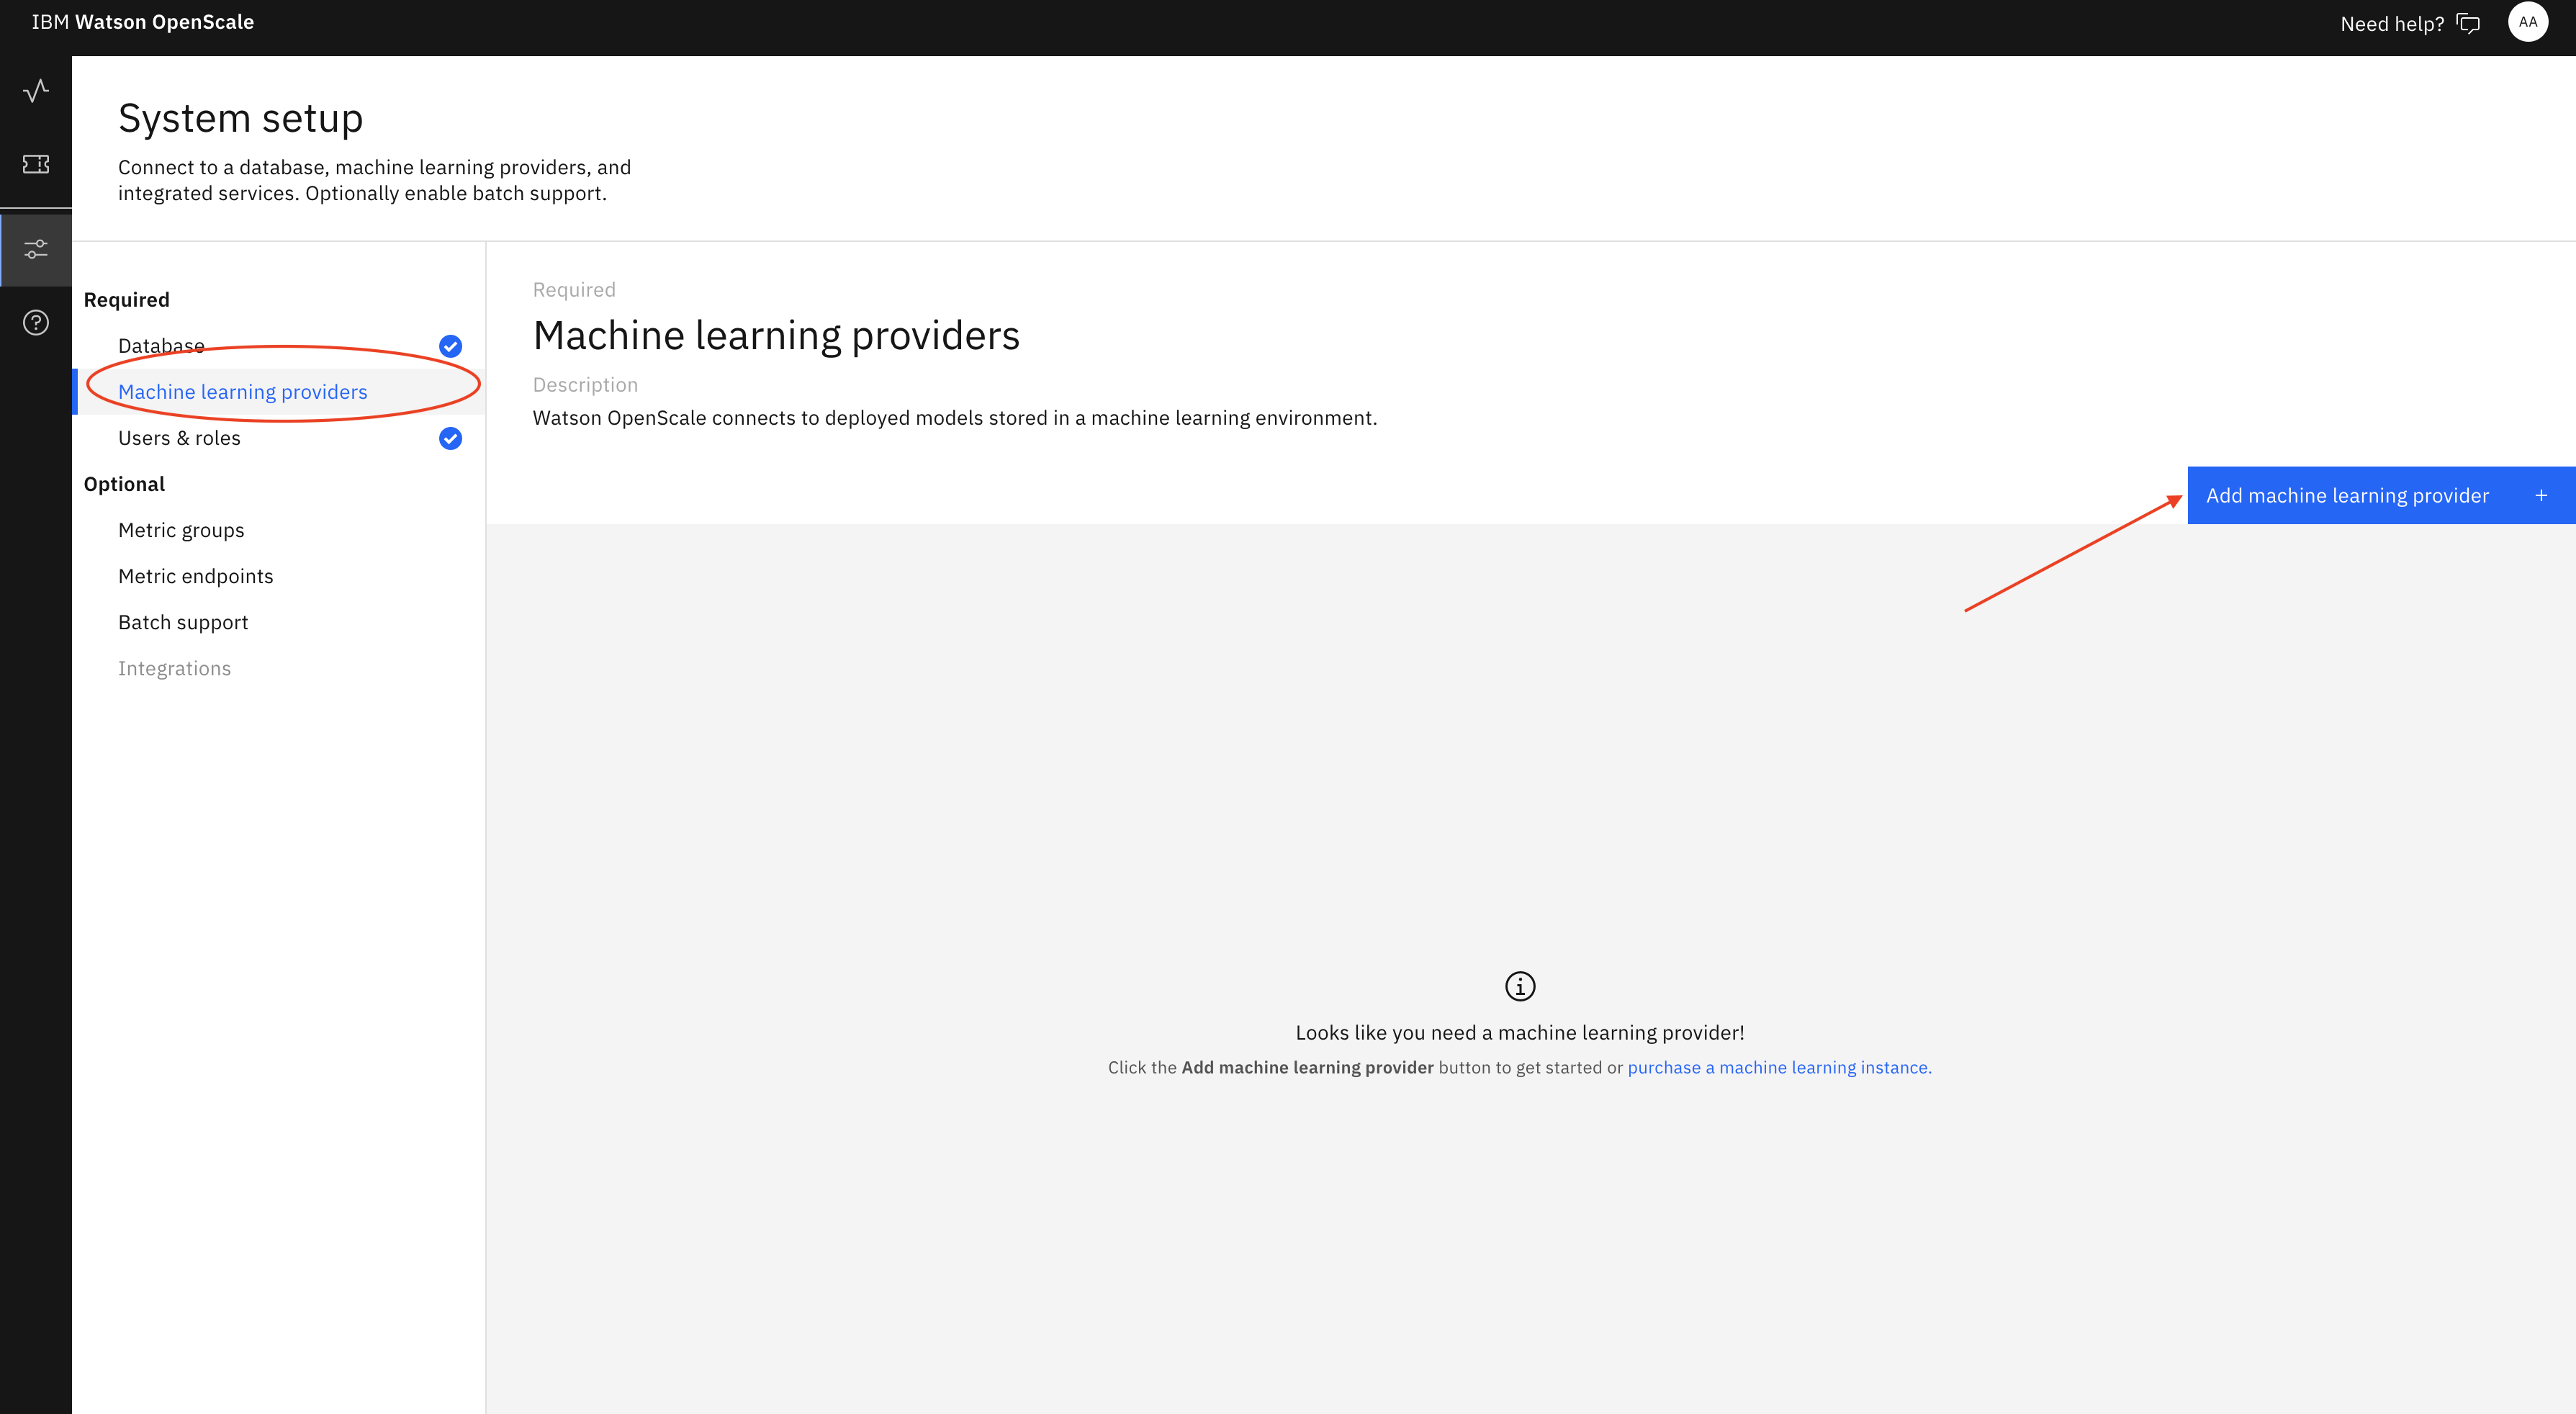 IBM Watson OpenScale
Need help?
AA
System setup
Connect to a database, machine learning providers, and
integrated services. Optionally enable batch support.
Required
Database
Machine learning providers
Users & roles
Optional
Metric groups
Metric endpoints
Batch support
Integrations
Required
Machine learning providers
Description
Watson OpenScale connects to deployed models stored in a machine learning environment.
Add machine learning provider +
Looks like you need a machine learning provider!
Click the Add machine learning provider button to get started or purchase a machine learning instance.